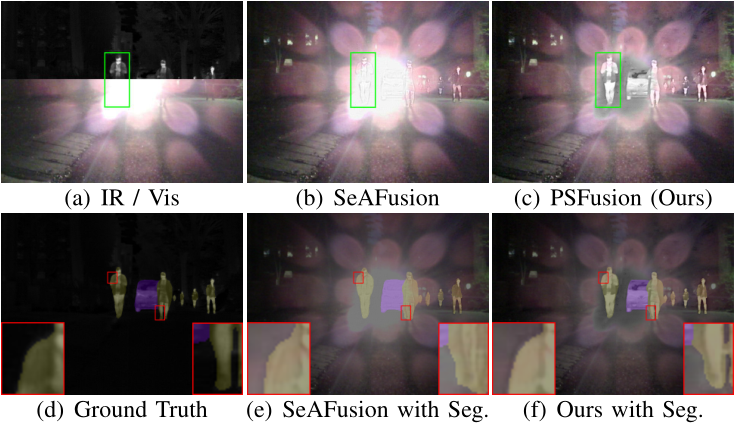 (a) IR / Vis
(b) SeAFusion
(c) PSFusion (Ours)
(d) Ground Truth
(e) SeAFusion with Seg.
(f) Ours with Seg.